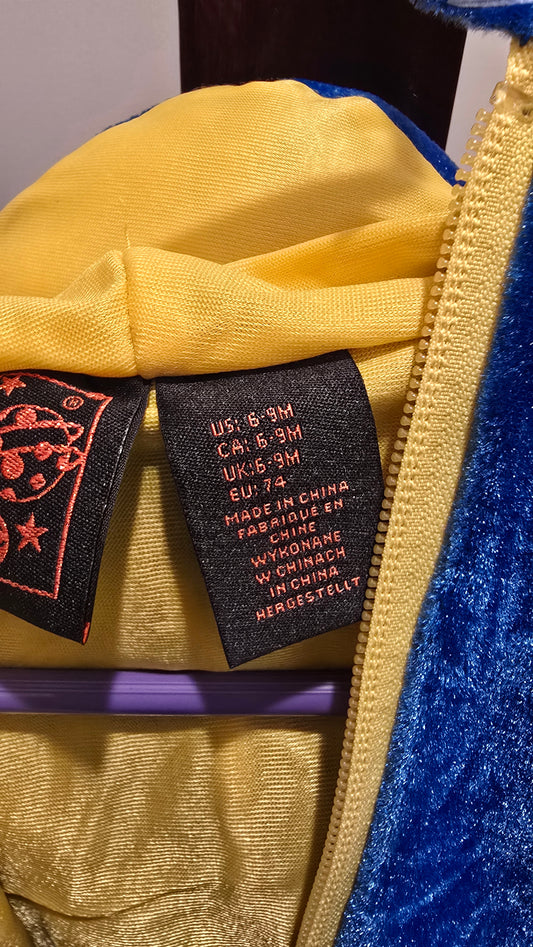 ®
US: 6-9M
CA: 6-9M
UK:6-9M
EU: 74
MADE IN CHINA
FABRIQUE EN
CHINE
WYKONANE
W CHINACH
IN CHINA
HERGESTELLT